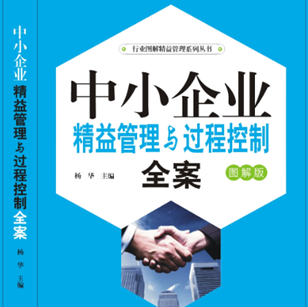 中小企业
精益管理与过程控制
全案
杨 华 主编
行业图解精益管理系列丛书
中小企业
精益管理与过程控制
全案
图解版
杨 华 主编